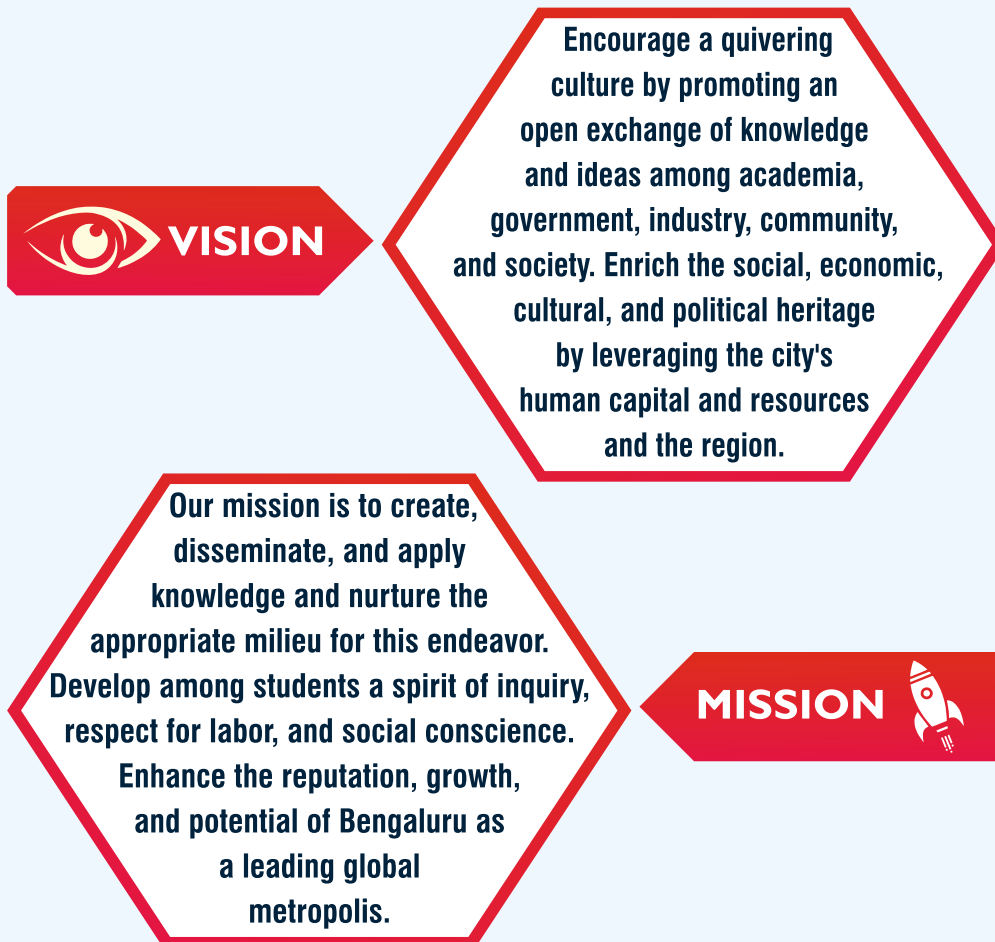 VISION
Encourage a quivering
culture by promoting an
open exchange of knowledge
and ideas among academia,
government, industry, community,
and society. Enrich the social, economic,
cultural, and political heritage
by leveraging the city's
human capital and resources
and the region.
MISSION
Our mission is to create,
disseminate, and apply
knowledge and nurture the
appropriate milieu for this endeavor.
Develop among students a spirit of inquiry,
respect for labor, and social conscience.
Enhance the reputation, growth,
and potential of Bengaluru as
a leading global
metropolis.